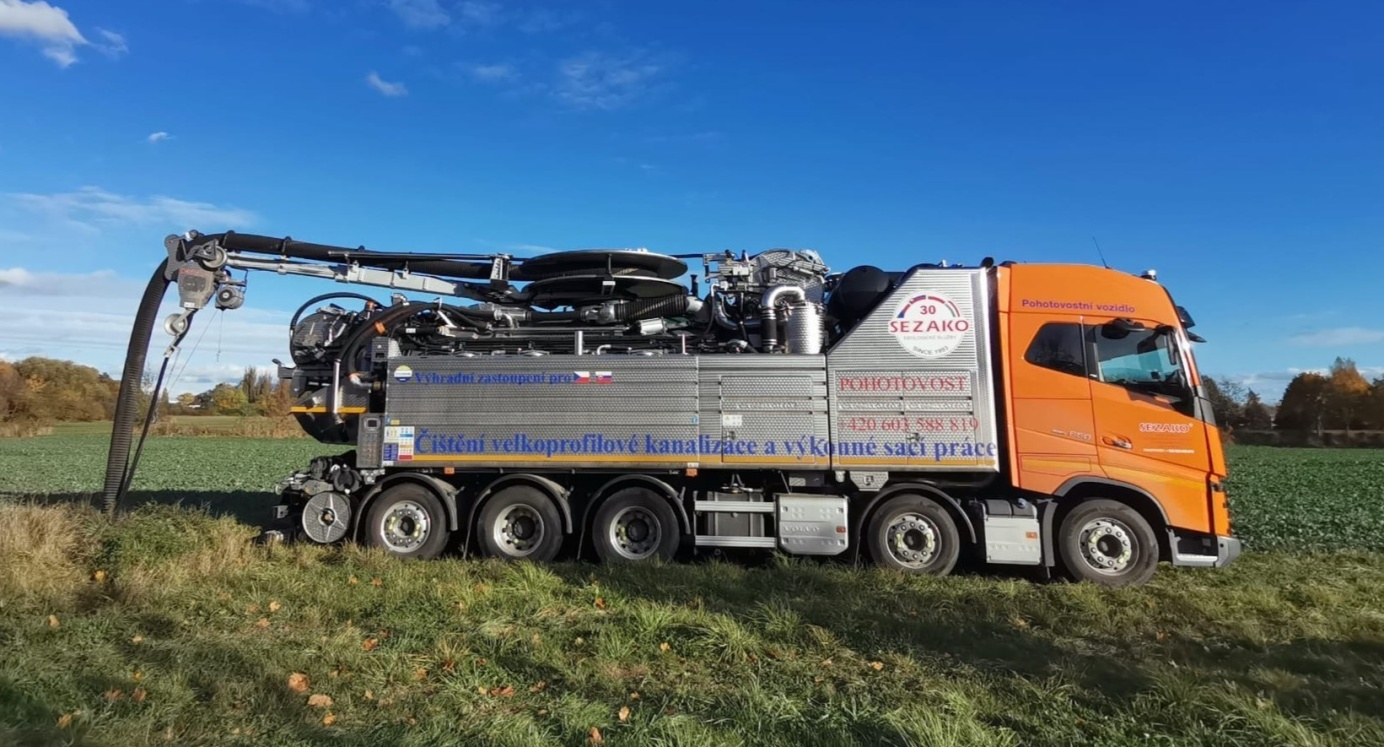 Pohotovostní vozidlo
30
SEZAKO
SINCE 1993
Výhradní zastoupení pro
POHOTOVOST
+420 603 588 819
SEZAKO
Čištění velkoprofilové kanalizace a výkonné sací práce
VOLVO